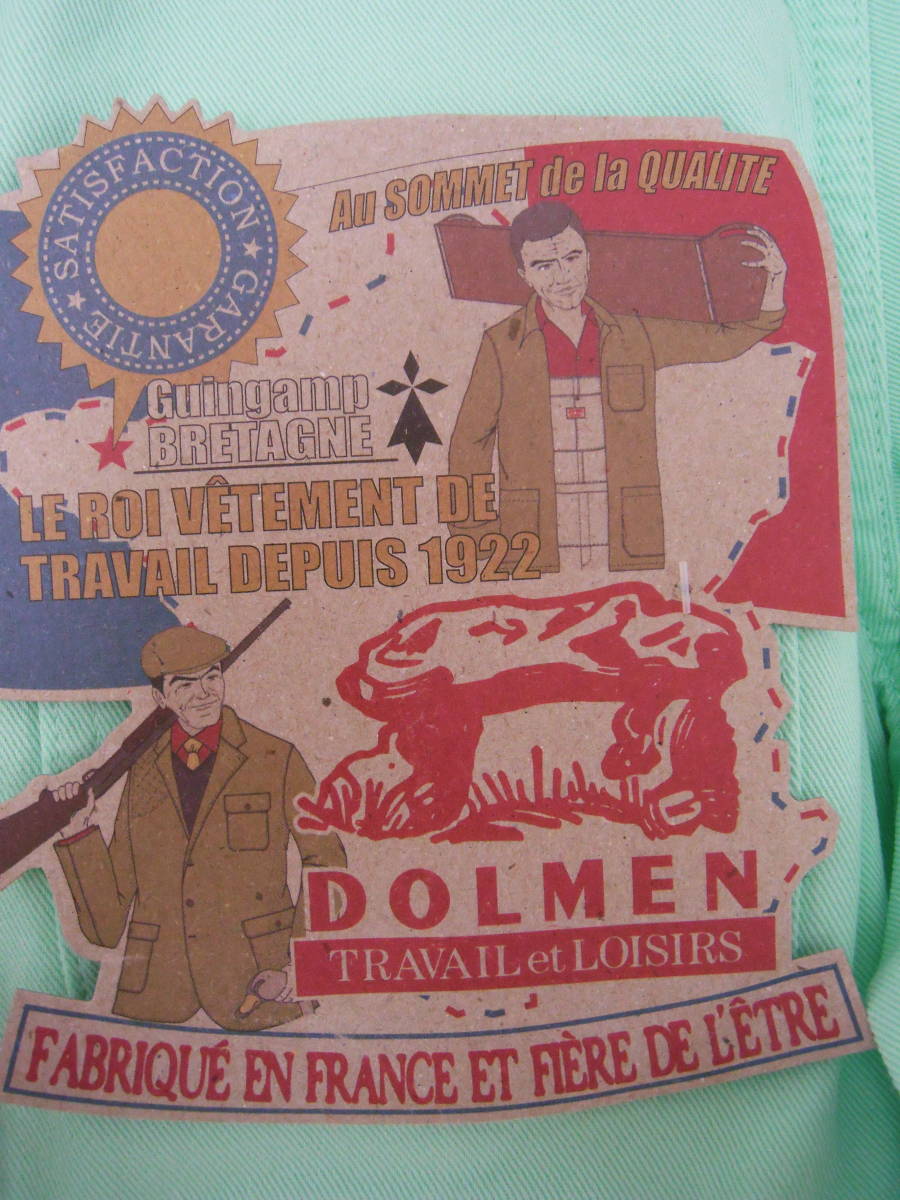 SATISFACTION
GARANTIE
Au SOMMET de la QUALITE
Guingamp
BRETAGNE
LE ROI VÊTEMENT DE
TRAVAIL DEPUIS 1922
DOLMEN
TRAVAIL et LOISIRS
FABRIQUÉ EN FRANCE ET FIÈRE DE L'ÊTRE